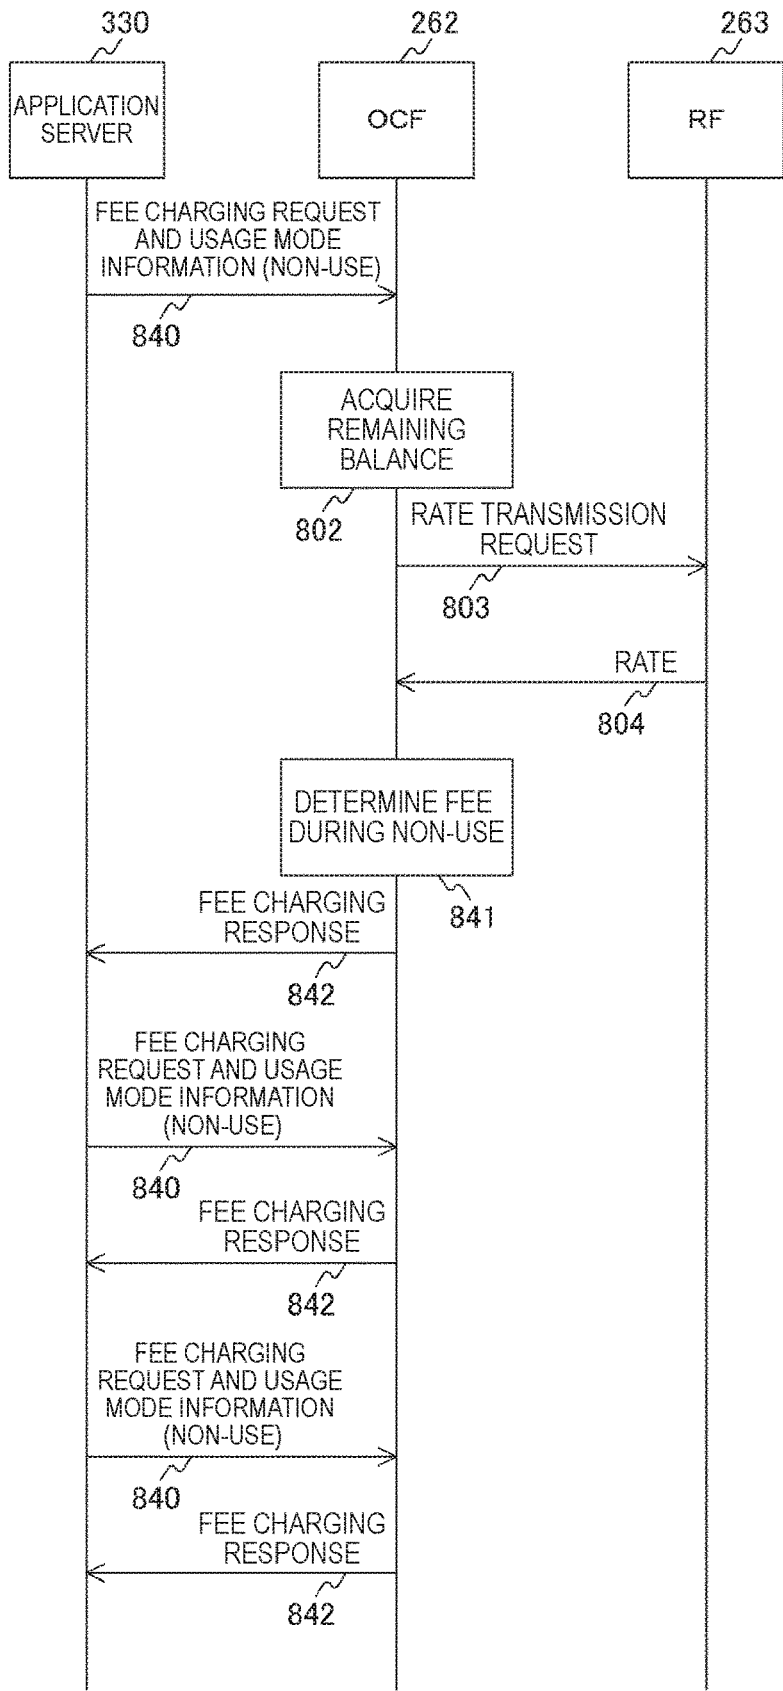 330
262
263
APPLICATION
SERVER
OCF
RF
FEE CHARGING REQUEST
AND USAGE MODE
INFORMATION (NON-USE)
840
ACQUIRE
REMAINING
BALANCE
802
RATE TRANSMISSION
REQUEST
803
RATE
804
DETERMINE FEE
DURING NON-USE
841
FEE CHARGING
RESPONSE
842
FEE CHARGING
REQUEST AND USAGE
MODE INFORMATION
(NON-USE)
840
FEE CHARGING
RESPONSE
842
FEE CHARGING
REQUEST AND USAGE
MODE INFORMATION
(NON-USE)
840
FEE CHARGING
RESPONSE
842